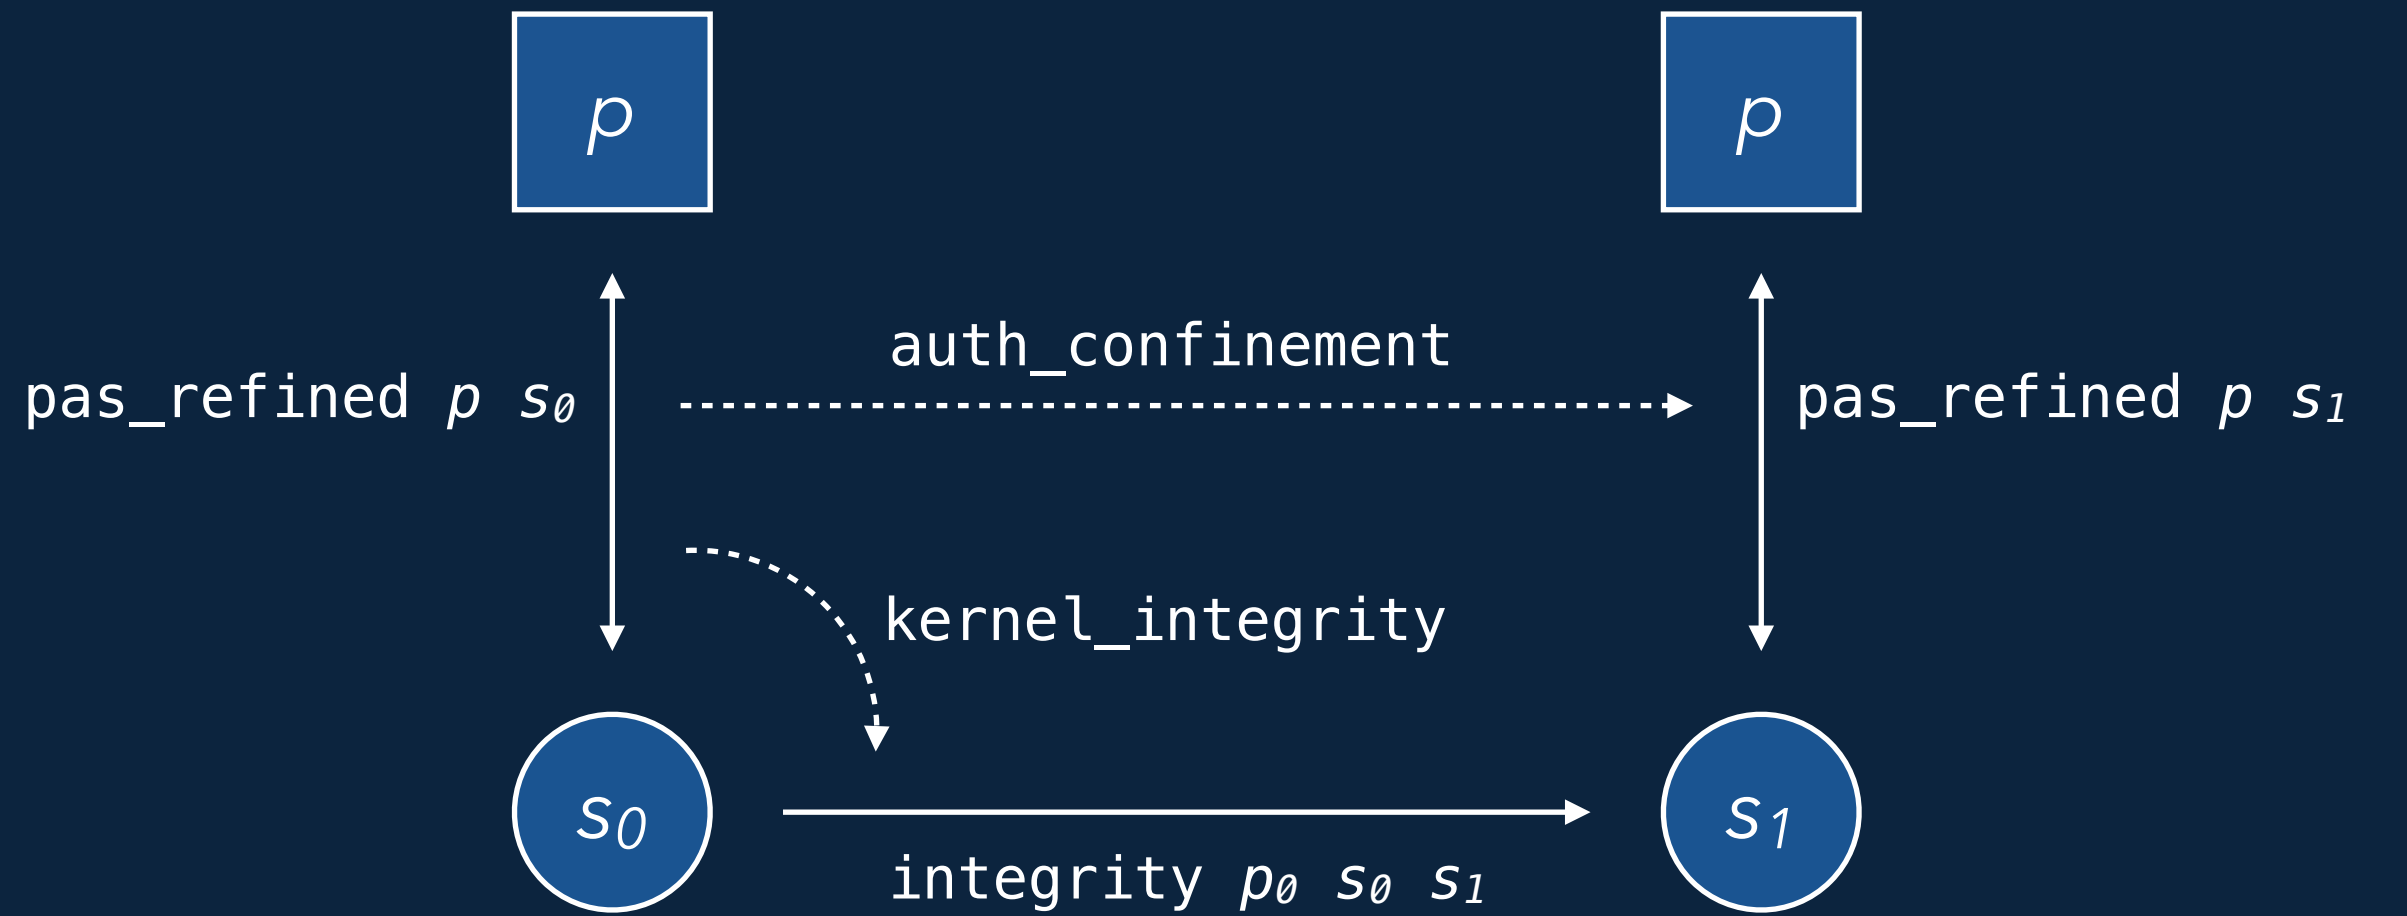 p
p
auth_confinement
pas_refined p s₀
pas_refined p s₁
kernel_integrity
s₀
s₁
integrity p₀ s₀ s₁